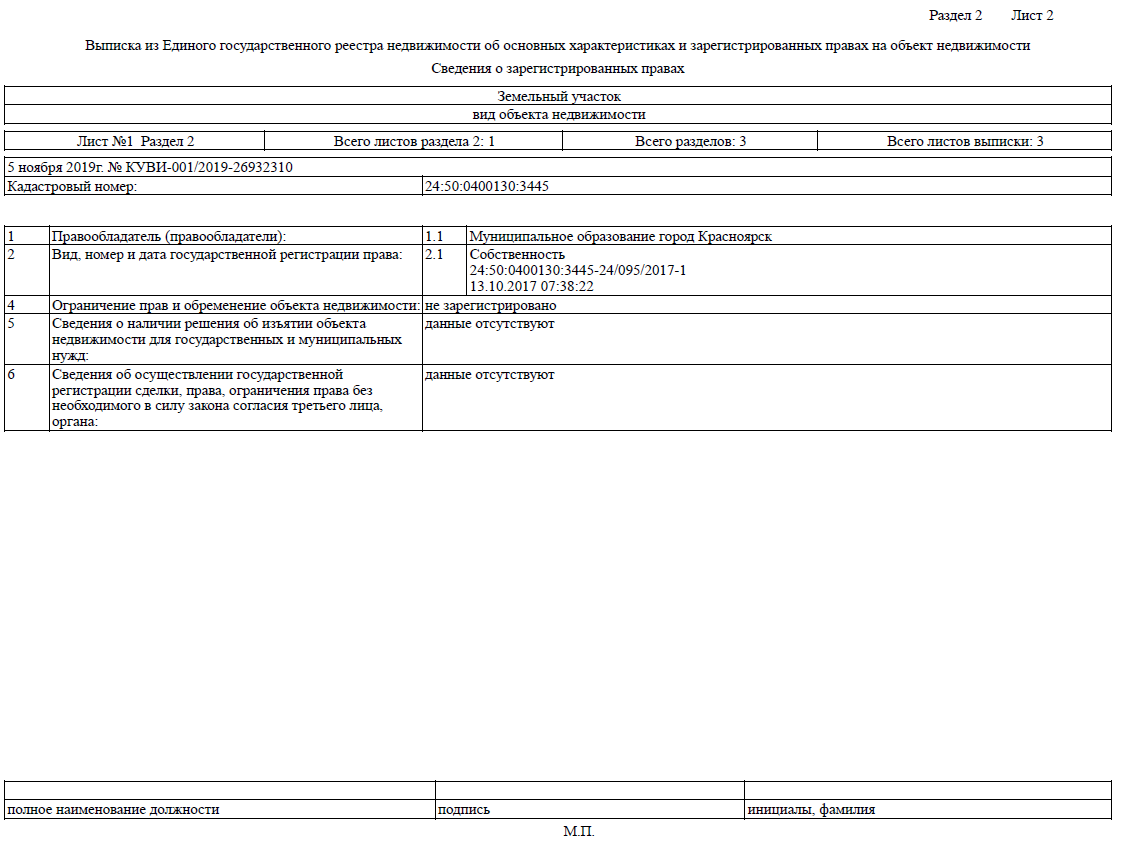 Раздел 2 Лист 2
Выписка из Единого государственного реестра недвижимости об основных характеристиках и зарегистрированных правах на объект недвижимости
Сведения о зарегистрированных правах
Земельный участок
вид объекта недвижимости
Лист №1 Раздел 2 Всего листов раздела 2: 1 Всего разделов: 3 Всего листов выписки: 3
5 ноября 2019г. № КУВИ-001/2019-26932310
Кадастровый номер: 24:50:0400130:3445
1 Правообладатель (правообладатели): 1.1 Муниципальное образование город Красноярск
2 Вид, номер и дата государственной регистрации права: 2.1 Собственность
24:50:0400130:3445-24/095/2017-1
13.10.2017 07:38:22
4 Ограничение прав и обременение объекта недвижимости: не зарегистрировано
5 Сведения о наличии решения об изъятии объекта данные отсутствуют
недвижимости для государственных и муниципальных
нужд:
6 Сведения об осуществлении государственной данные отсутствуют
регистрации сделки, права, ограничения права без
необходимого в силу закона согласия третьего лица,
органа:
полное наименование должности подпись инициалы, фамилия
М.П.